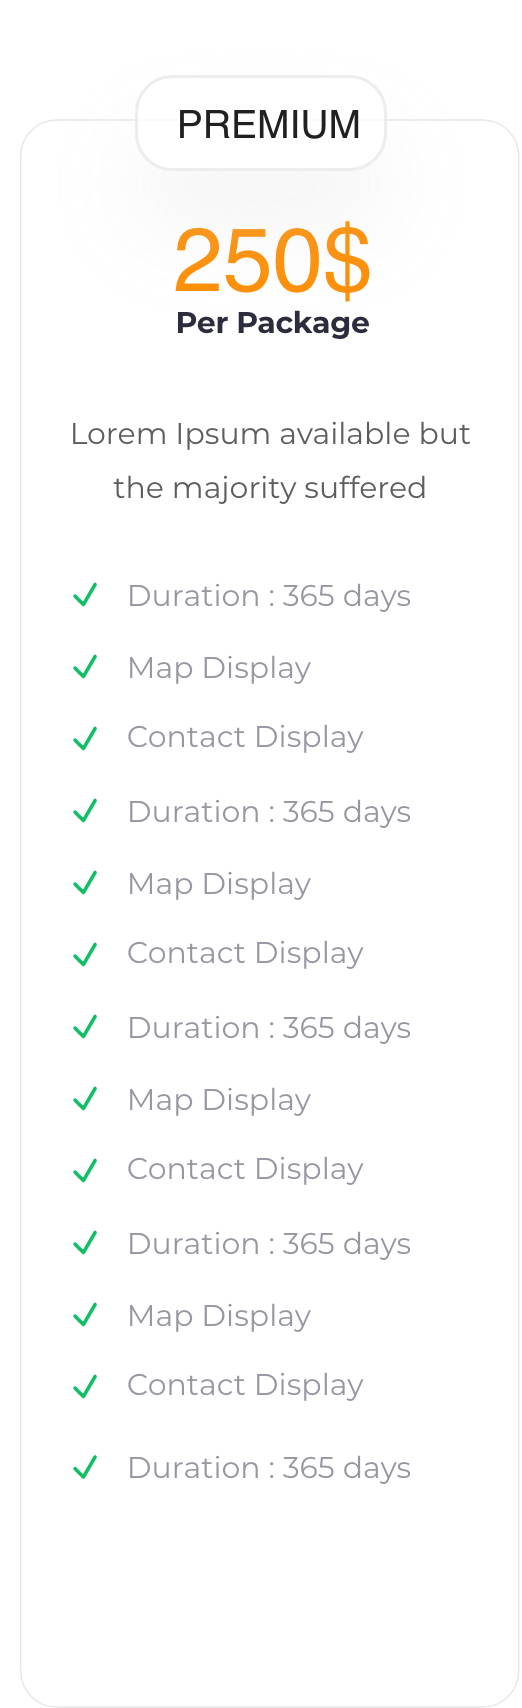 PREMIUM
250$
Per Package
Lorem Ipsum available but
the majority suffered
Duration : 365 days
Map Display
Contact Display
Duration : 365 days
Map Display
Contact Display
Duration : 365 days
Map Display
Contact Display
Duration : 365 days
Map Display
Contact Display
Duration : 365 days